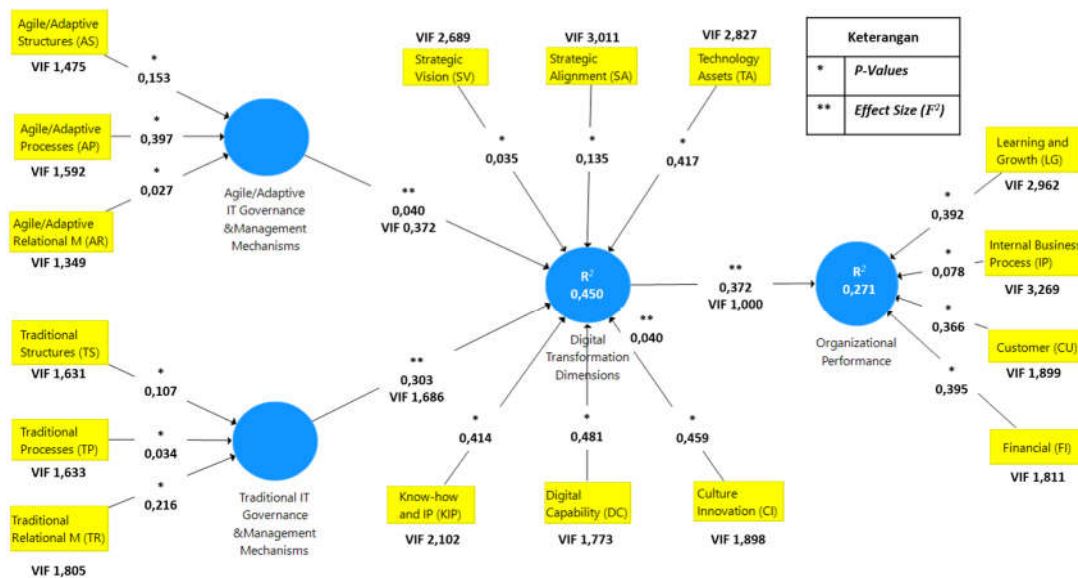 Agile/Adaptive
Structures (AS)
VIF 1,475
*
0,153
Agile/Adaptive
Processes (AP)
VIF 1,592
*
0,397
Agile/Adaptive
Relational M (AR)
VIF 1,349
*
0,027
Agile/Adaptive
IT Governance
&Management
Mechanisms
**
0,040
VIF 0,372
Traditional
Structures (TS)
VIF 1,631
*
0,107
Traditional
Processes (TP)
VIF 1,633
*
0,034
Traditional
Relational M (TR)
VIF 1,805
*
0,216
Traditional IT
Governance
&Management
Mechanisms
**
0,303
VIF 1,686
VIF 2,689
Strategic
Vision (SV)
*
0,035
VIF 3,011
Strategic
Alignment (SA)
*
0,135
VIF 2,827
Technology
Assets (TA)
*
0,417
R²
0,450
Digital
Transformation
Dimensions
**
0,040
*
0,414
Know-how
and IP (KIP)
VIF 2,102
*
0,481
Digital
Capability (DC)
VIF 1,773
*
0,459
Culture
Innovation (CI)
VIF 1,898
**
0,372
VIF 1,000
R²
0,271
Organizational
Performance
Keterangan
* P-Values
** Effect Size (F²)
Learning and
Growth (LG)
VIF 2,962
*
0,392
Internal Business
Process (IP)
VIF 3,269
*
0,078
Customer (CU)
VIF 1,899
*
0,366
Financial (FI)
VIF 1,811
*
0,395